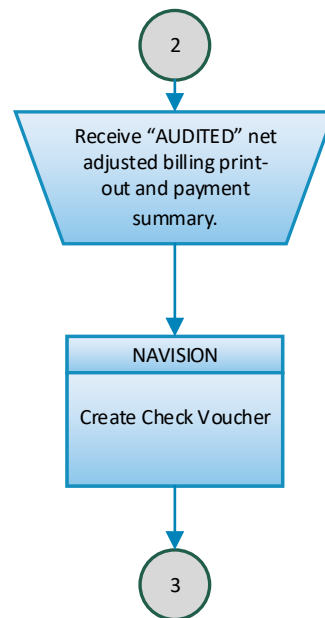 2
Receive “AUDITED” net
adjusted billing print-
out and payment
summary.
NAVISION
Create Check Voucher
3